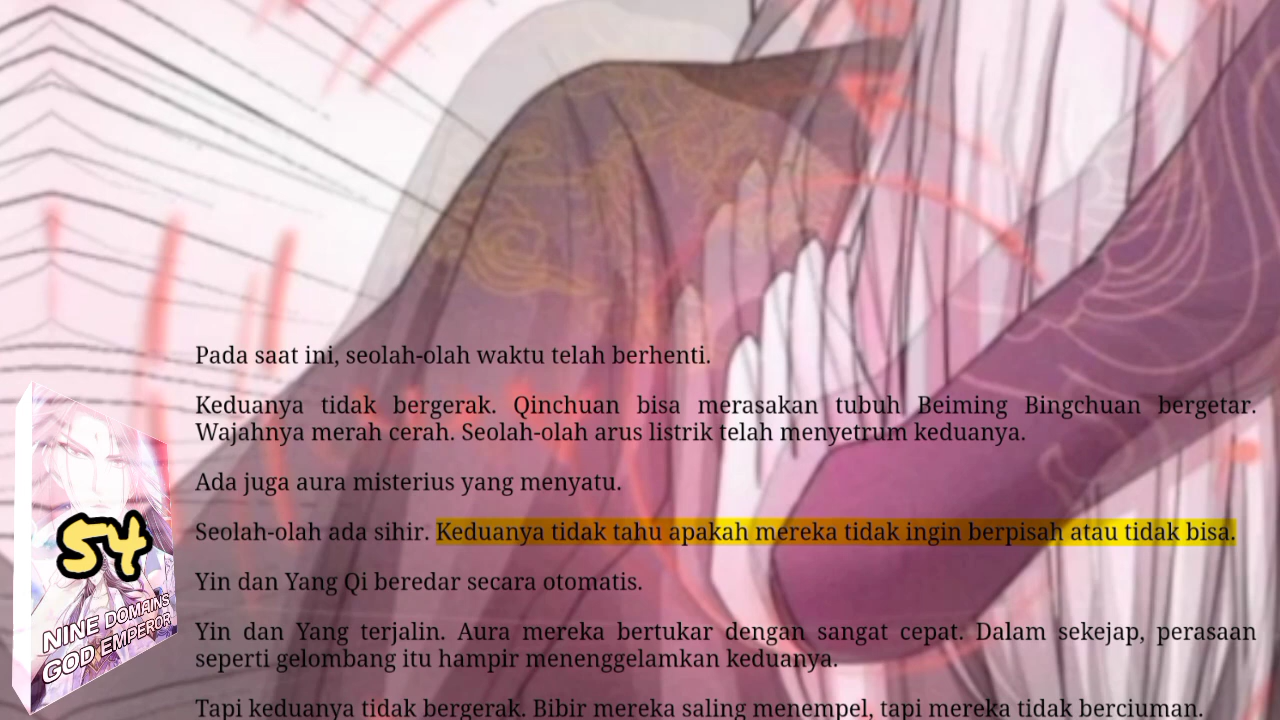 Pada saat ini, seolah-olah waktu telah berhenti.
Keduanya tidak bergerak. Qinchuan bisa merasakan tubuh Beiming Bingchuan bergetar.
Wajahnya merah cerah. Seolah-olah arus listrik telah menyetrum keduanya.
Ada juga aura misterius yang menyatu.
Seolah-olah ada sihir. Keduanya tidak tahu apakah mereka tidak ingin berpisah atau tidak bisa.
Yin dan Yang Qi beredar secara otomatis.
Yin dan Yang terjalin. Aura mereka bertukar dengan sangat cepat. Dalam sekejap, perasaan
seperti gelombang itu hampir menenggelamkan keduanya.
Tapi keduanya tidak bergerak. Bibir mereka saling menempel, tapi mereka tidak berciuman.
54
NINE DOMAINS
GOD EMPEROR